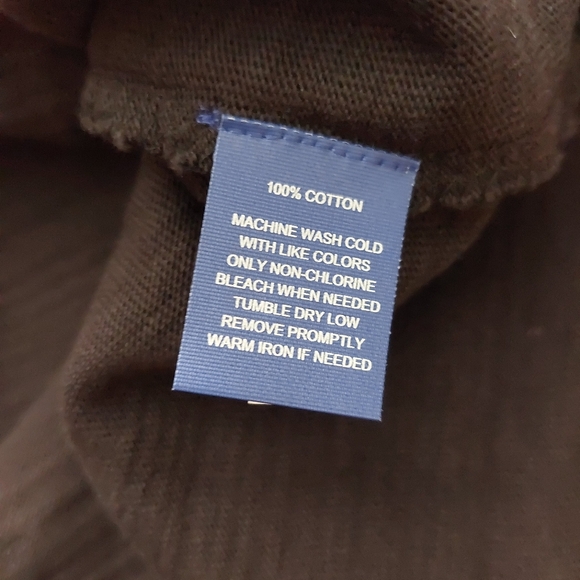 100% COTTON
MACHINE WASH COLD
WITH LIKE COLORS
ONLY NON-CHLORINE
BLEACH WHEN NEEDED
TUMBLE DRY LOW
REMOVE PROMPTLY
WARM IRON IF NEEDED